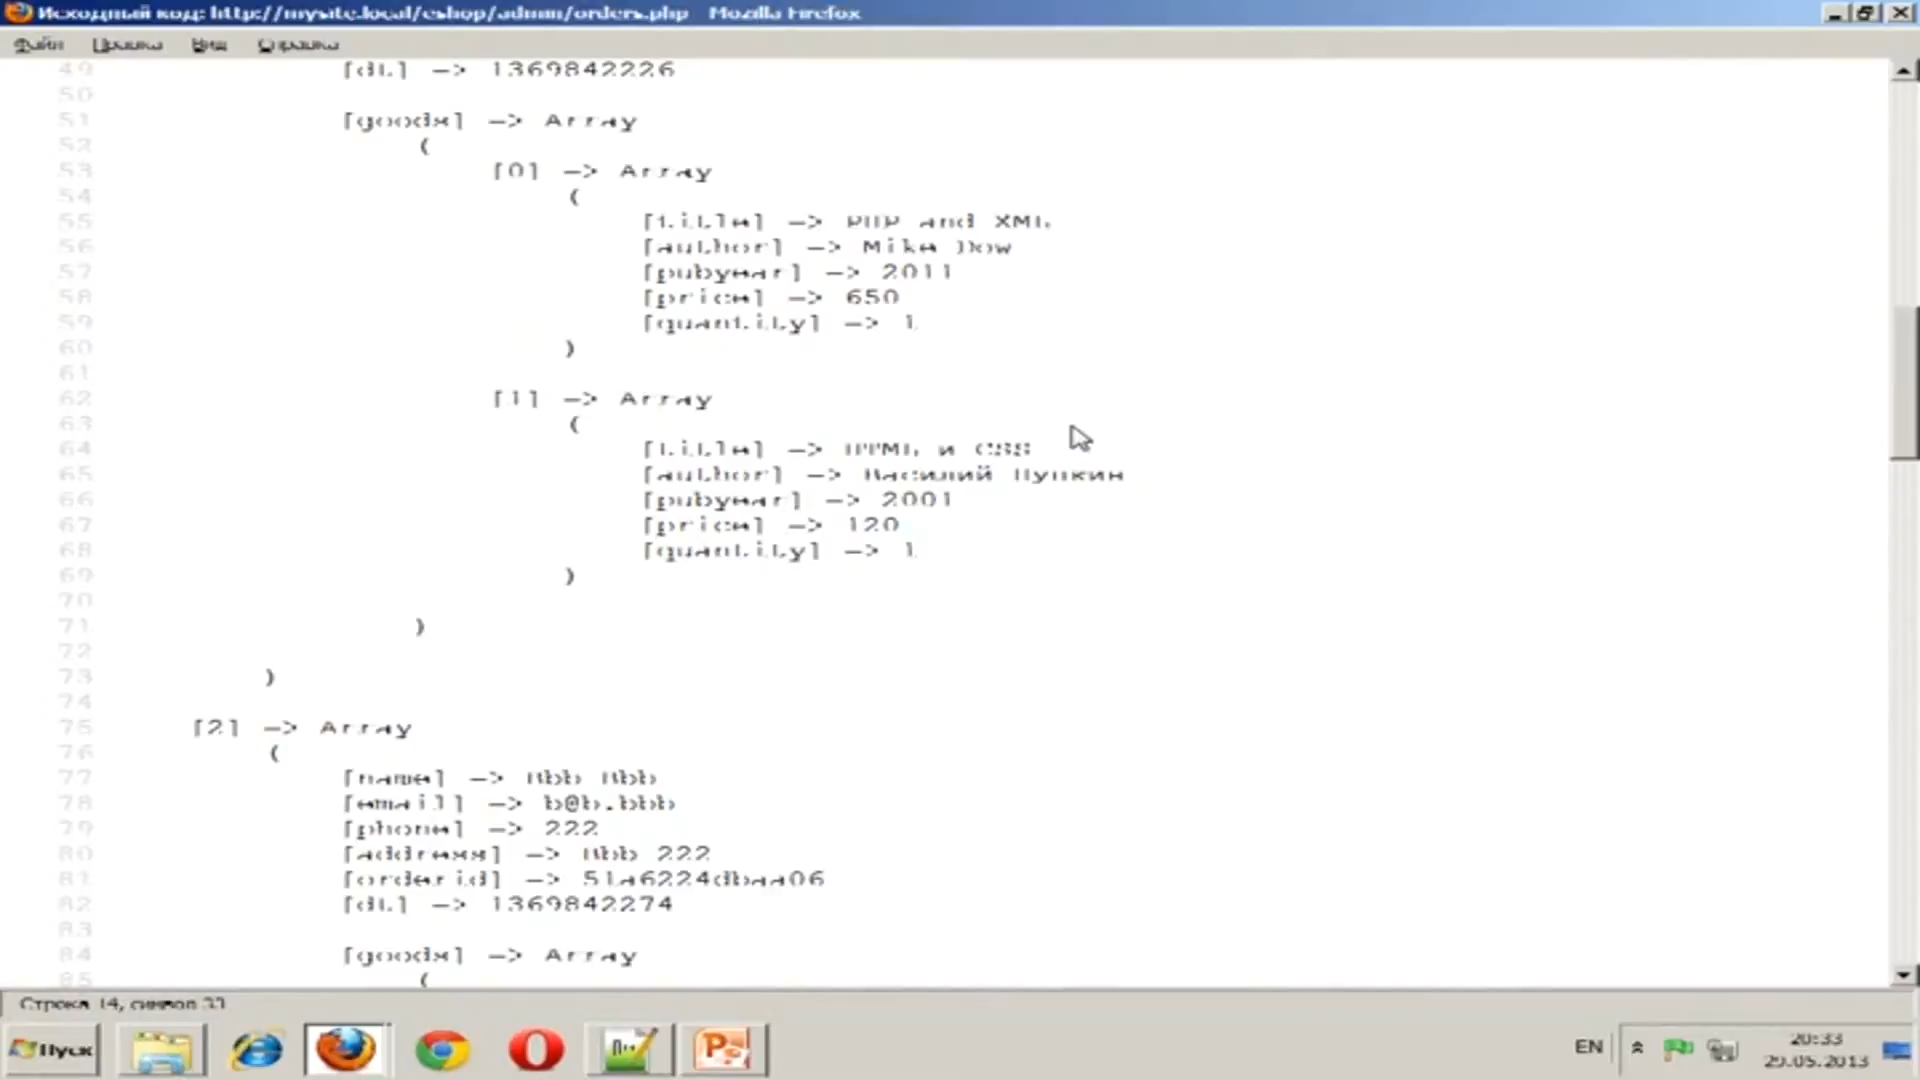 Исходный код: http://mysite.local/eshop/admin/orders.php - Mozilla Firefox
Файл Правка Вид Справка
49 [dt] => 1369842226
50
51 [goods] => Array
52 (
53 [0] => Array
54 (
55 [title] => PHP and XML
56 [author] => Mike Dow
57 [pubyear] => 2011
58 [price] => 650
59 [quantity] => 1
60 )
61
62 [1] => Array
63 (
64 [title] => HTML и CSS
65 [author] => Василий Пупкин
66 [pubyear] => 2001
67 [price] => 120
68 [quantity] => 1
69 )
70
71 )
72
73 )
74
75 [2] => Array
76 (
77 [name] => Bbb Bbb
78 [email] => b@b.bbb
79 [phone] => 222
80 [address] => Bbb 222
81 [orderid] => 51a6224dbaa06
82 [dt] => 1369842274
83
84 [goods] => Array
85 (
Строка 14, символ 33
Пуск
EN
20:33
29.05.2013